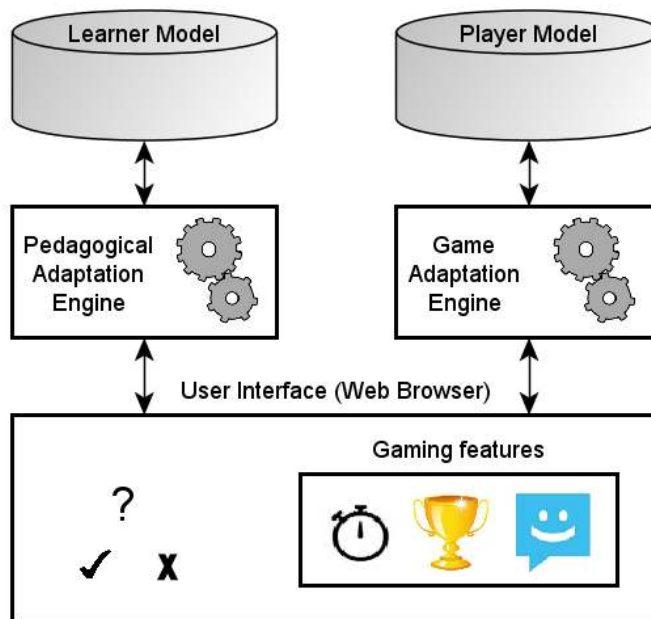 Learner Model
Player Model
Pedagogical
Adaptation
Engine
Game
Adaptation
Engine
User Interface (Web Browser)
Gaming features
?
✓ x